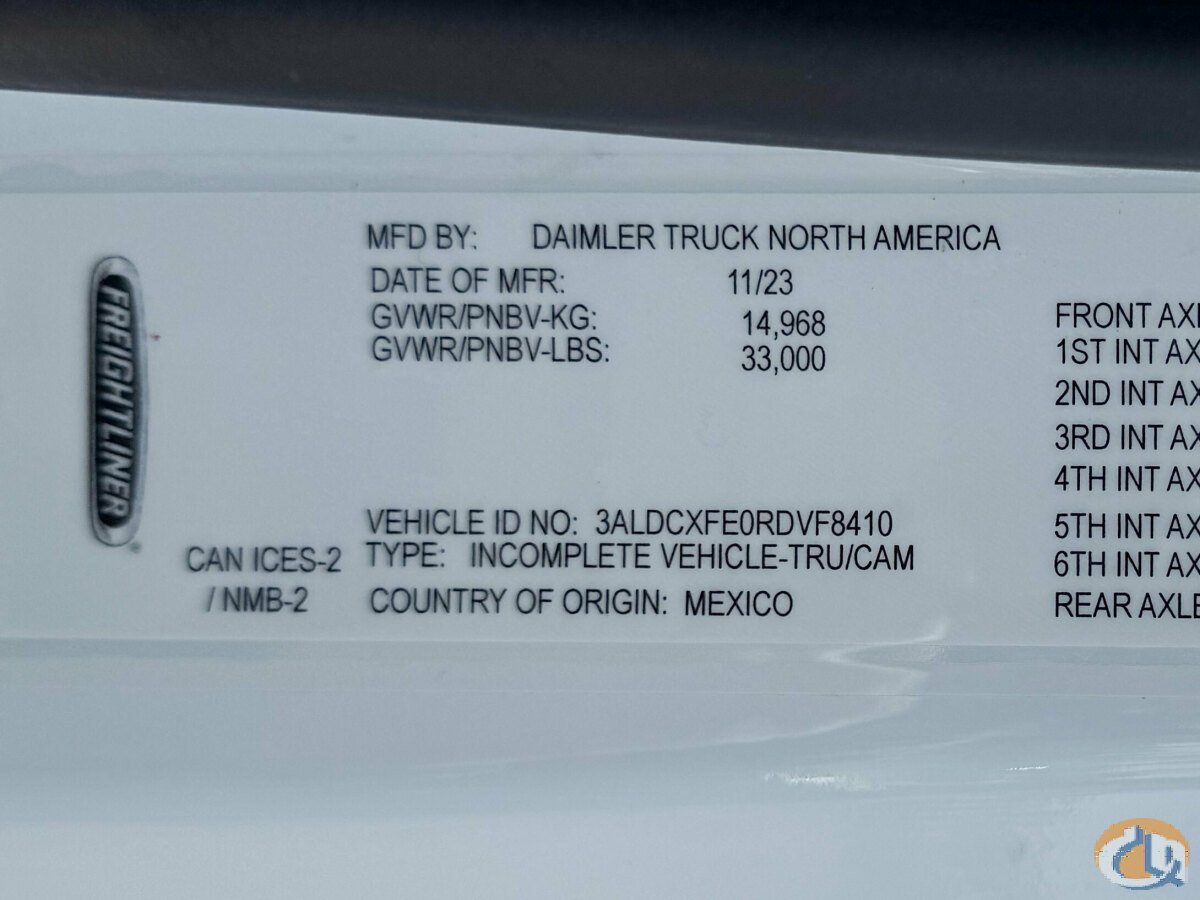 FREIGHTLINER
MFD BY: DAIMLER TRUCK NORTH AMERICA
DATE OF MFR: 11/23
GVWR/PNBV-KG: 14,968
GVWR/PNBV-LBS: 33,000
VEHICLE ID NO: 3ALDCXFE0RDVF8410
TYPE: INCOMPLETE VEHICLE-TRU/CAM
COUNTRY OF ORIGIN: MEXICO
CAN ICES-2
/ NMB-2
FRONT AX
1ST INT AX
2ND INT AX
3RD INT AX
4TH INT AX
5TH INT AX
6TH INT AX
REAR AXLE